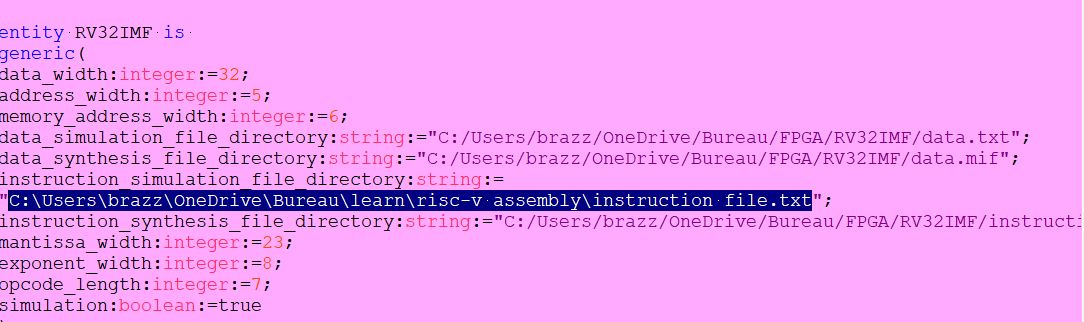 entity RV32IMF is
generic(
data_width:integer:=32;
address_width:integer:=5;
memory_address_width:integer:=6;
data_simulation_file_directory:string:="C:/Users/brazz/OneDrive/Bureau/FPGA/RV32IMF/data.txt";
data_synthesis_file_directory:string:="C:/Users/brazz/OneDrive/Bureau/FPGA/RV32IMF/data.mif";
instruction_simulation_file_directory:string:=
"C:\Users\brazz\OneDrive\Bureau\learn\risc-v assembly\instruction file.txt";
instruction_synthesis_file_directory:string:="C:/Users/brazz/OneDrive/Bureau/FPGA/RV32IMF/instructi
mantissa_width:integer:=23;
exponent_width:integer:=8;
opcode_length:integer:=7;
simulation:boolean:=true